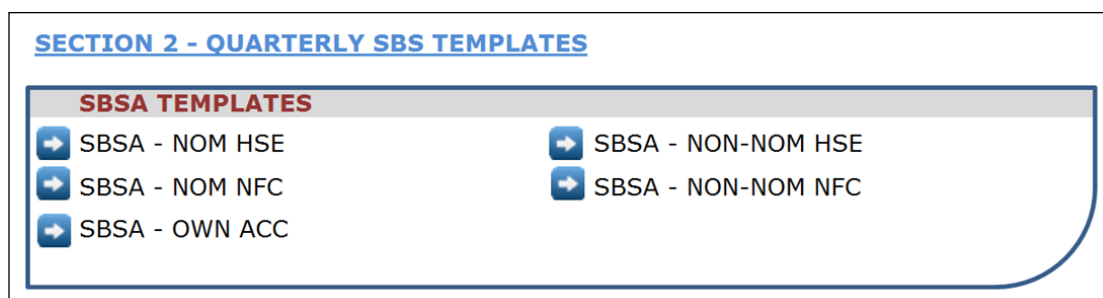 SECTION 2 - QUARTERLY SBS TEMPLATES
SBSA TEMPLATES
SBSA - NOM HSE
SBSA - NON-NOM HSE
SBSA - NOM NFC
SBSA - NON-NOM NFC
SBSA - OWN ACC